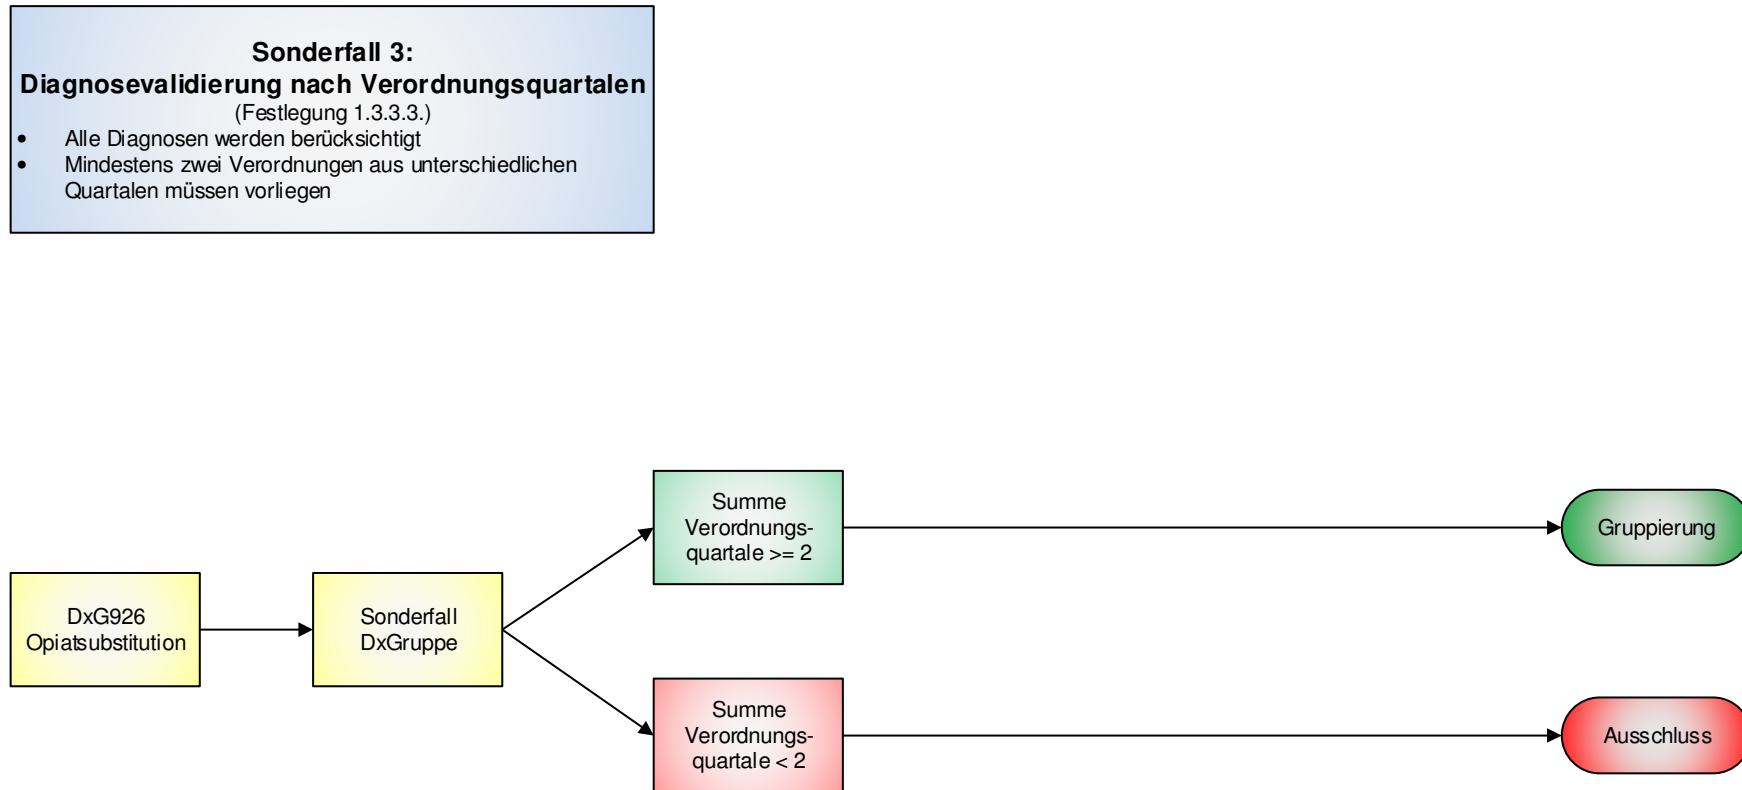 Sonderfall 3:
Diagnosevalidierung nach Verordnungsquartalen
(Festlegung 1.3.3.3.)
• Alle Diagnosen werden berücksichtigt
• Mindestens zwei Verordnungen aus unterschiedlichen
Quartalen müssen vorliegen
Summe
Verordnungs-
quartale >= 2
Gruppierung
DxG926
Opiatsubstitution
Sonderfall
DxGruppe
Summe
Verordnungs-
quartale < 2
Ausschluss